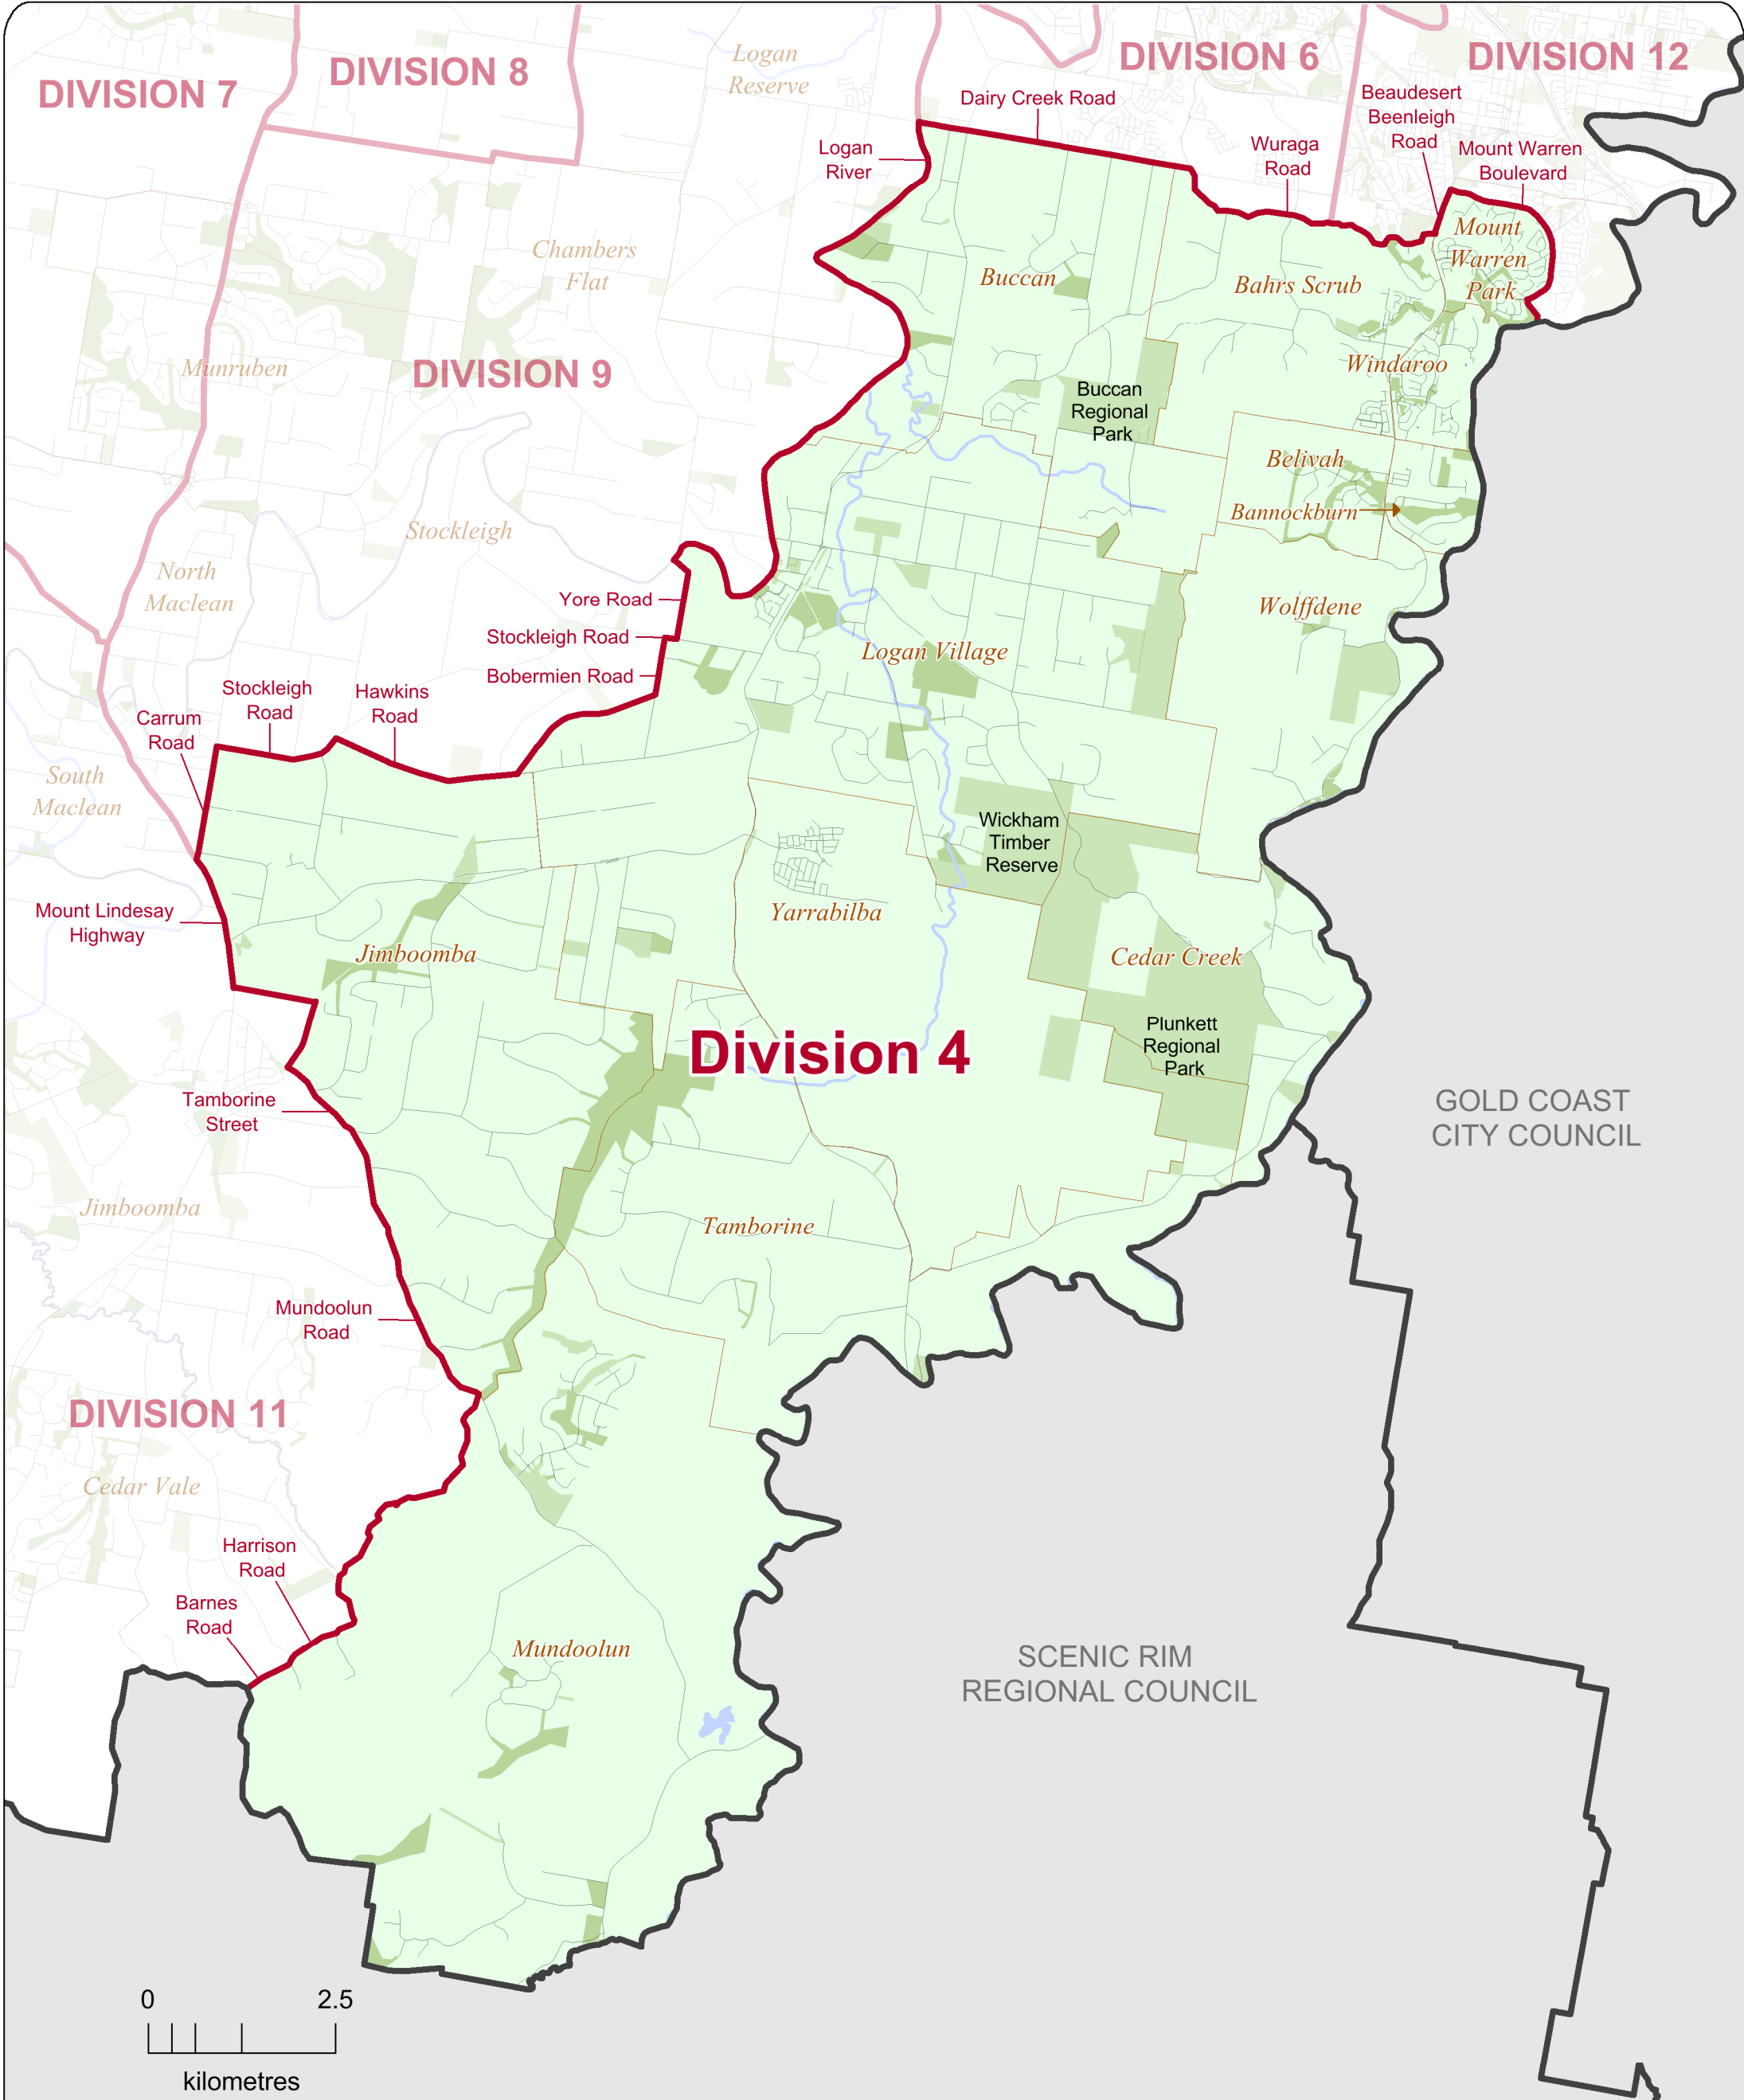 DIVISION 7
DIVISION 8
Logan
Reserve
DIVISION 6
DIVISION 12
Dairy Creek Road
Beaudesert
Beenleigh
Road
Logan
River
Wuraga
Road
Mount Warren
Boulevard
Mount
Warren
Park
Chambers
Flat
Buccan
Bahrs Scrub
Munruben
DIVISION 9
Windaroo
Buccan
Regional
Park
Belivah
Bannockburn
Stockleigh
North
Maclean
Yore Road
Stockleigh Road
Bobermien Road
Wolffdene
Logan Village
Stockleigh
Road
Hawkins
Road
Carrum
Road
South
Maclean
Wickham
Timber
Reserve
Mount Lindesay
Highway
Yarrabilba
Jimboomba
Cedar Creek
Division 4
Plunkett
Regional
Park
Tamborine
Street
GOLD COAST
CITY COUNCIL
Jimboomba
Tamborine
Mundoolun
Road
DIVISION 11
Cedar Vale
Harrison
Road
Barnes
Road
Mundoolun
SCENIC RIM
REGIONAL COUNCIL
0 2.5
kilometres